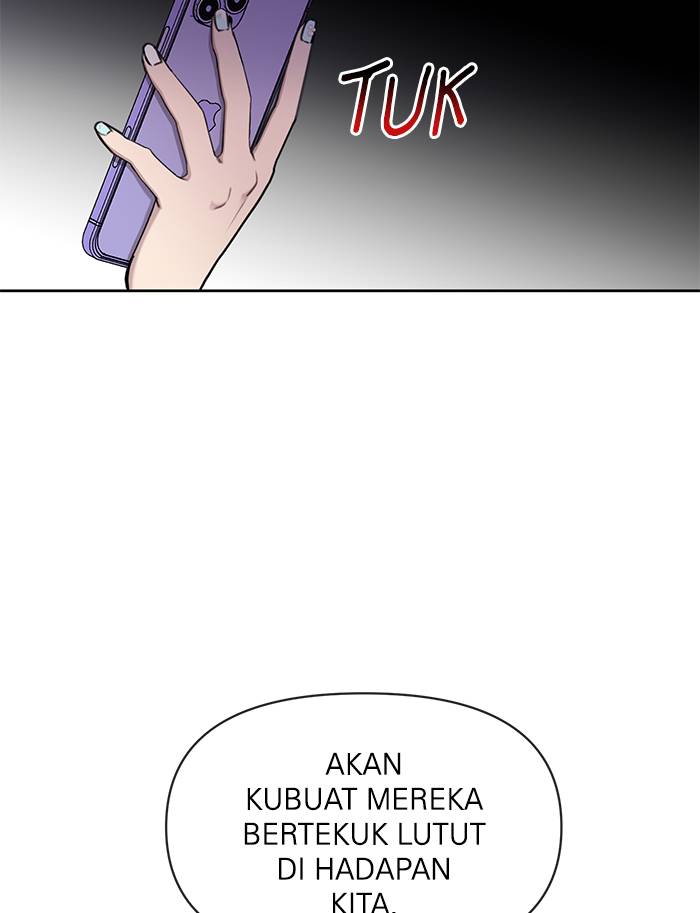 TUK
AKAN
KUBUAT MEREKA
BERTEKUK LUTUT
DI HADAPAN
KITA.